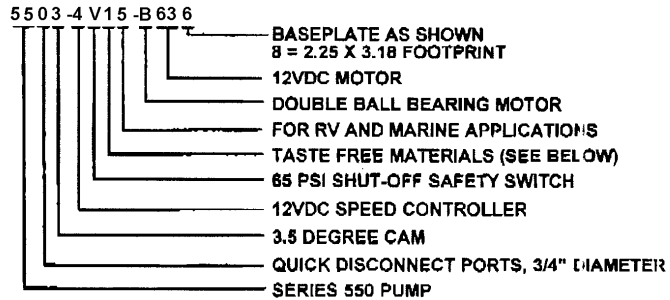 5503-4V15-B636
BASEPLATE AS SHOWN
8 = 2.25 X 3.18 FOOTPRINT
12VDC MOTOR
DOUBLE BALL BEARING MOTOR
FOR RV AND MARINE APPLICATIONS
TASTE FREE MATERIALS (SEE BELOW)
65 PSI SHUT-OFF SAFETY SWITCH
12VDC SPEED CONTROLLER
3.5 DEGREE CAM
QUICK DISCONNECT PORTS, 3/4" DIAMETER
SERIES 550 PUMP